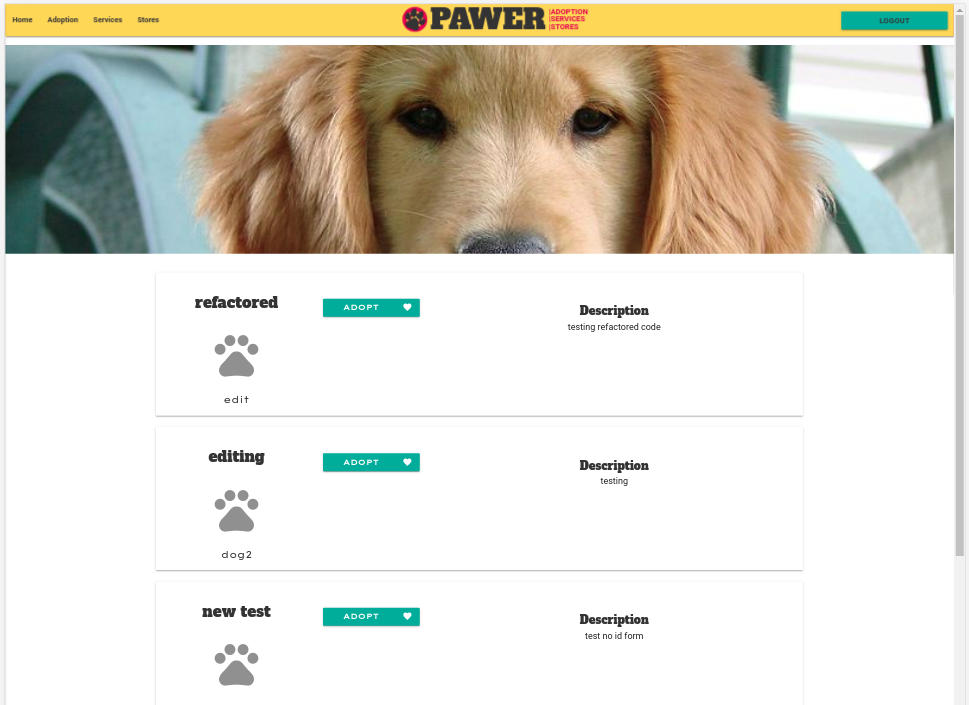 Home Adoption Services Stores
PAWER
|ADOPTION
|SERVICES
|STORES
LOGOUT
refactored
ADOPT
Description
testing refactored code
edit
editing
ADOPT
Description
testing
dog2
new test
ADOPT
Description
test no id form